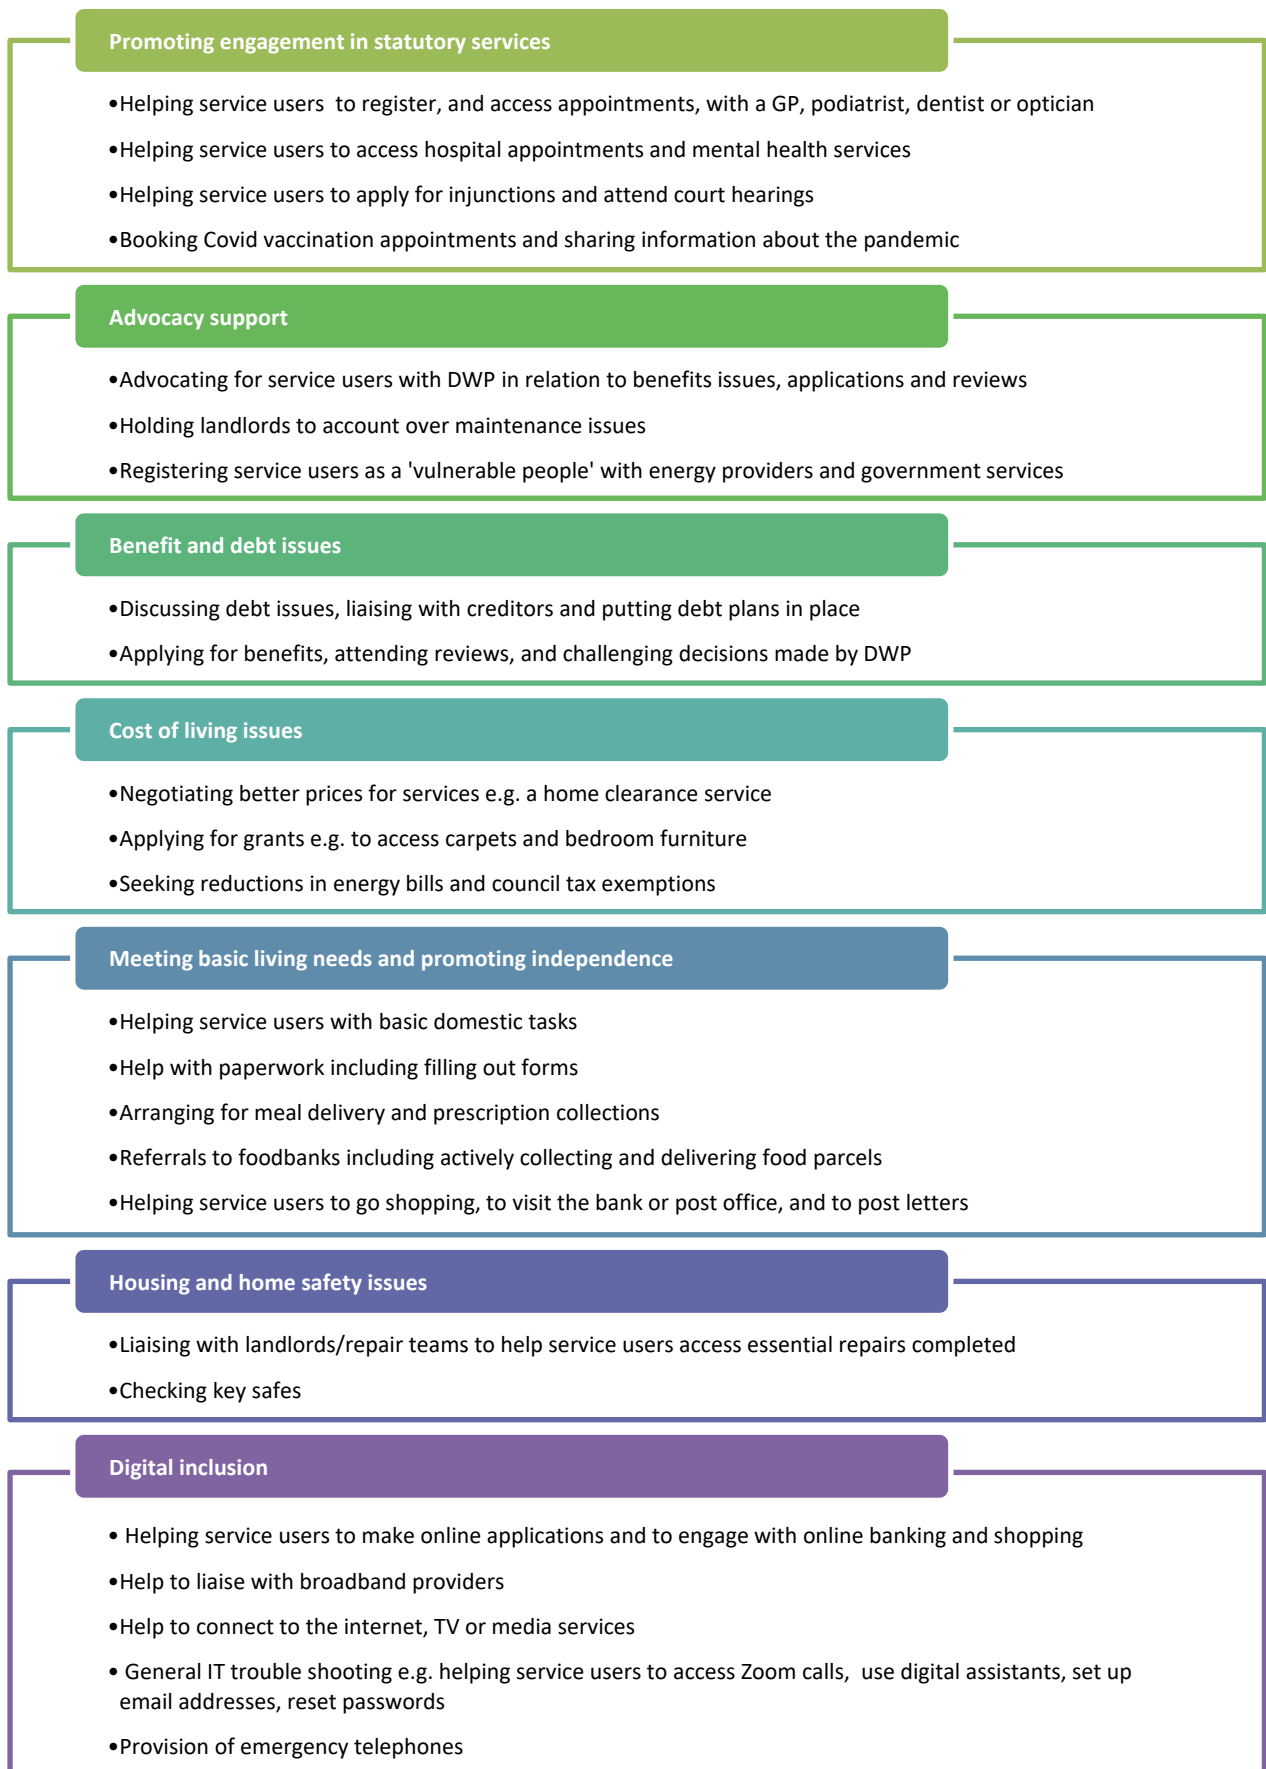 Promoting engagement in statutory services
•Helping service users  to register, and access appointments, with a GP, podiatrist, dentist or optician
•Helping service users to access hospital appointments and mental health services
•Helping service users to apply for injunctions and attend court hearings
•Booking Covid vaccination appointments and sharing information about the pandemic
Advocacy support
•Advocating for service users with DWP in relation to benefits issues, applications and reviews
•Holding landlords to account over maintenance issues
•Registering service users as a 'vulnerable people' with energy providers and government services
Benefit and debt issues
•Discussing debt issues, liaising with creditors and putting debt plans in place
•Applying for benefits, attending reviews, and challenging decisions made by DWP
Cost of living issues
•Negotiating better prices for services e.g. a home clearance service
•Applying for grants e.g. to access carpets and bedroom furniture
•Seeking reductions in energy bills and council tax exemptions
Meeting basic living needs and promoting independence
•Helping service users with basic domestic tasks
•Help with paperwork including filling out forms
•Arranging for meal delivery and prescription collections
•Referrals to foodbanks including actively collecting and delivering food parcels
•Helping service users to go shopping, to visit the bank or post office, and to post letters
Housing and home safety issues
•Liaising with landlords/repair teams to help service users access essential repairs completed
•Checking key safes
Digital inclusion
• Helping service users to make online applications and to engage with online banking and shopping
•Help to liaise with broadband providers
•Help to connect to the internet, TV or media services
• General IT trouble shooting e.g. helping service users to access Zoom calls,  use digital assistants, set up
email addresses, reset passwords
•Provision of emergency telephones